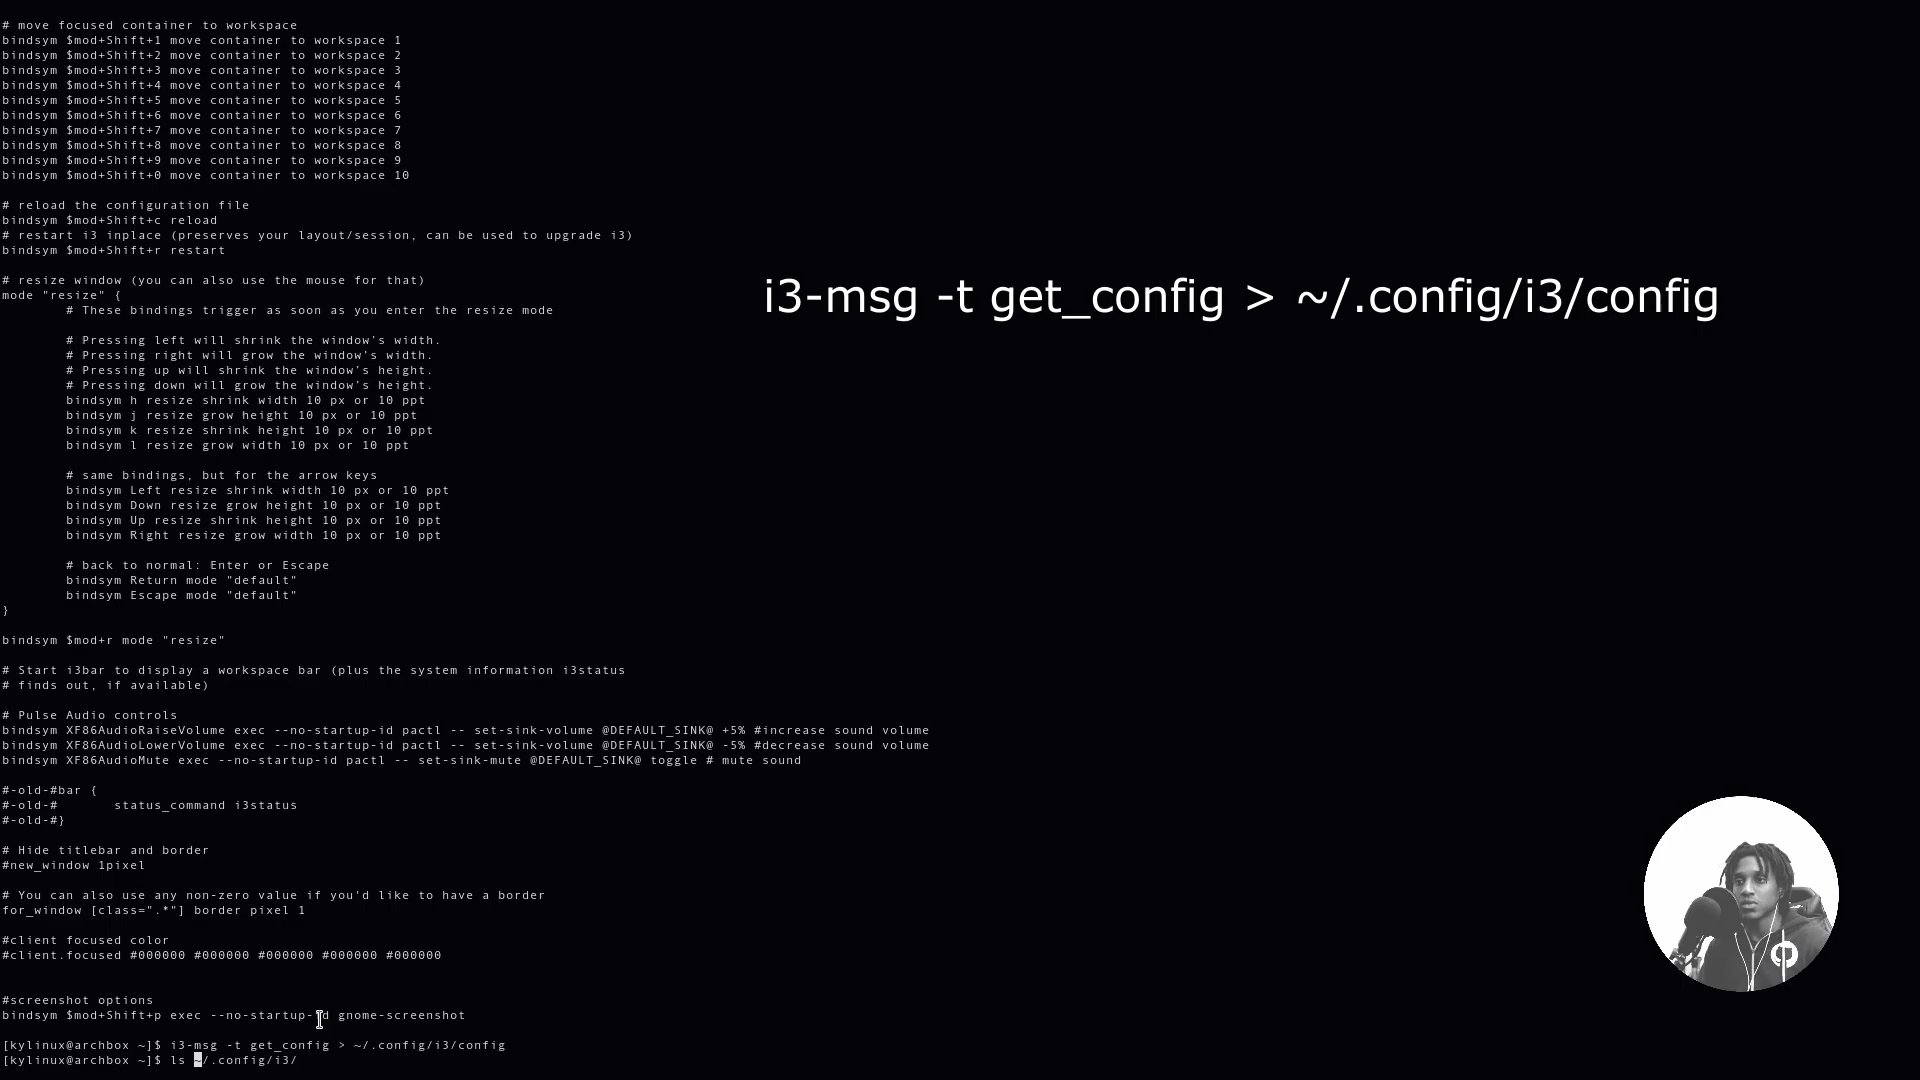 # move focused container to workspace
bindsym $mod+Shift+1 move container to workspace 1
bindsym $mod+Shift+2 move container to workspace 2
bindsym $mod+Shift+3 move container to workspace 3
bindsym $mod+Shift+4 move container to workspace 4
bindsym $mod+Shift+5 move container to workspace 5
bindsym $mod+Shift+6 move container to workspace 6
bindsym $mod+Shift+7 move container to workspace 7
bindsym $mod+Shift+8 move container to workspace 8
bindsym $mod+Shift+9 move container to workspace 9
bindsym $mod+Shift+0 move container to workspace 10
# reload the configuration file
bindsym $mod+Shift+c reload
# restart i3 inplace (preserves your layout/session, can be used to upgrade i3)
bindsym $mod+Shift+r restart
# resize window (you can also use the mouse for that)
mode "resize" {
# These bindings trigger as soon as you enter the resize mode
# Pressing left will shrink the window's width.
# Pressing right will grow the window's width.
# Pressing up will shrink the window's height.
# Pressing down will grow the window's height.
bindsym h resize shrink width 10 px or 10 ppt
bindsym j resize grow height 10 px or 10 ppt
bindsym k resize shrink height 10 px or 10 ppt
bindsym l resize grow width 10 px or 10 ppt
# same bindings, but for the arrow keys
bindsym Left resize shrink width 10 px or 10 ppt
bindsym Down resize grow height 10 px or 10 ppt
bindsym Up resize shrink height 10 px or 10 ppt
bindsym Right resize grow width 10 px or 10 ppt
# back to normal: Enter or Escape
bindsym Return mode "default"
bindsym Escape mode "default"
}
bindsym $mod+r mode "resize"
# Start i3bar to display a workspace bar (plus the system information i3status
# finds out, if available)
# Pulse Audio controls
bindsym XF86AudioRaiseVolume exec --no-startup-id pactl -- set-sink-volume @DEFAULT_SINK@ +5% #increase sound volume
bindsym XF86AudioLowerVolume exec --no-startup-id pactl -- set-sink-volume @DEFAULT_SINK@ -5% #decrease sound volume
bindsym XF86AudioMute exec --no-startup-id pactl -- set-sink-mute @DEFAULT_SINK@ toggle # mute sound
#-old-#bar {
#-old-#       status_command i3status
#-old-#}
# Hide titlebar and border
#new_window 1pixel
# You can also use any non-zero value if you'd like to have a border
for_window [class=".*"] border pixel 1
#client focused color
#client.focused #000000 #000000 #000000 #000000 #000000
#screenshot options
bindsym $mod+Shift+p exec --no-startup-id gnome-screenshot
[kylinux@archbox ~]$ i3-msg -t get_config > ~/.config/i3/config
[kylinux@archbox ~]$ ls ~/.config/i3/
i3-msg -t get_config > ~/.config/i3/config